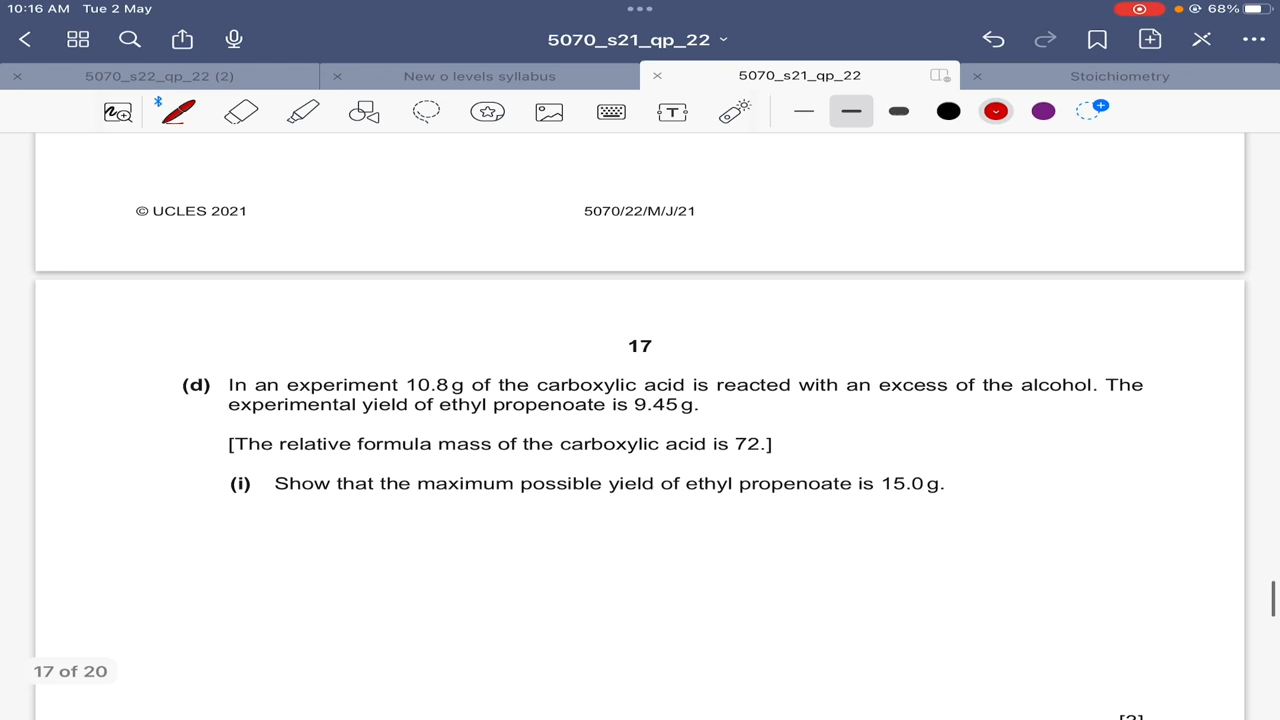 10:16 AM Tue 2 May
68%
5070_s21_qp_22
5070_s22_qp_22 (2)
New o levels syllabus
5070_s21_qp_22
Stoichiometry
T
© UCLES 2021
5070/22/M/J/21
17
(d) In an experiment 10.8 g of the carboxylic acid is reacted with an excess of the alcohol. The
experimental yield of ethyl propenoate is 9.45 g.
[The relative formula mass of the carboxylic acid is 72.]
(i) Show that the maximum possible yield of ethyl propenoate is 15.0 g.
17 of 20